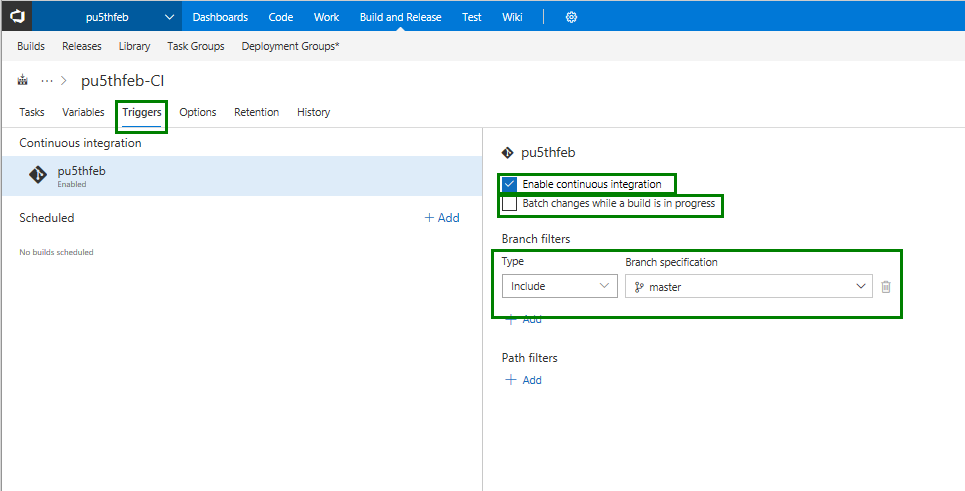 pu5thfeb Dashboards Code Work Build and Release Test Wiki
Builds Releases Library Task Groups Deployment Groups*
... > pu5thfeb-CI
Tasks Variables Triggers Options Retention History
Continuous integration
pu5thfeb
Enabled
Scheduled + Add
No builds scheduled
pu5thfeb
Enable continuous integration
Batch changes while a build is in progress
Branch filters
Type Branch specification
Include master
+ Add
Path filters
+ Add